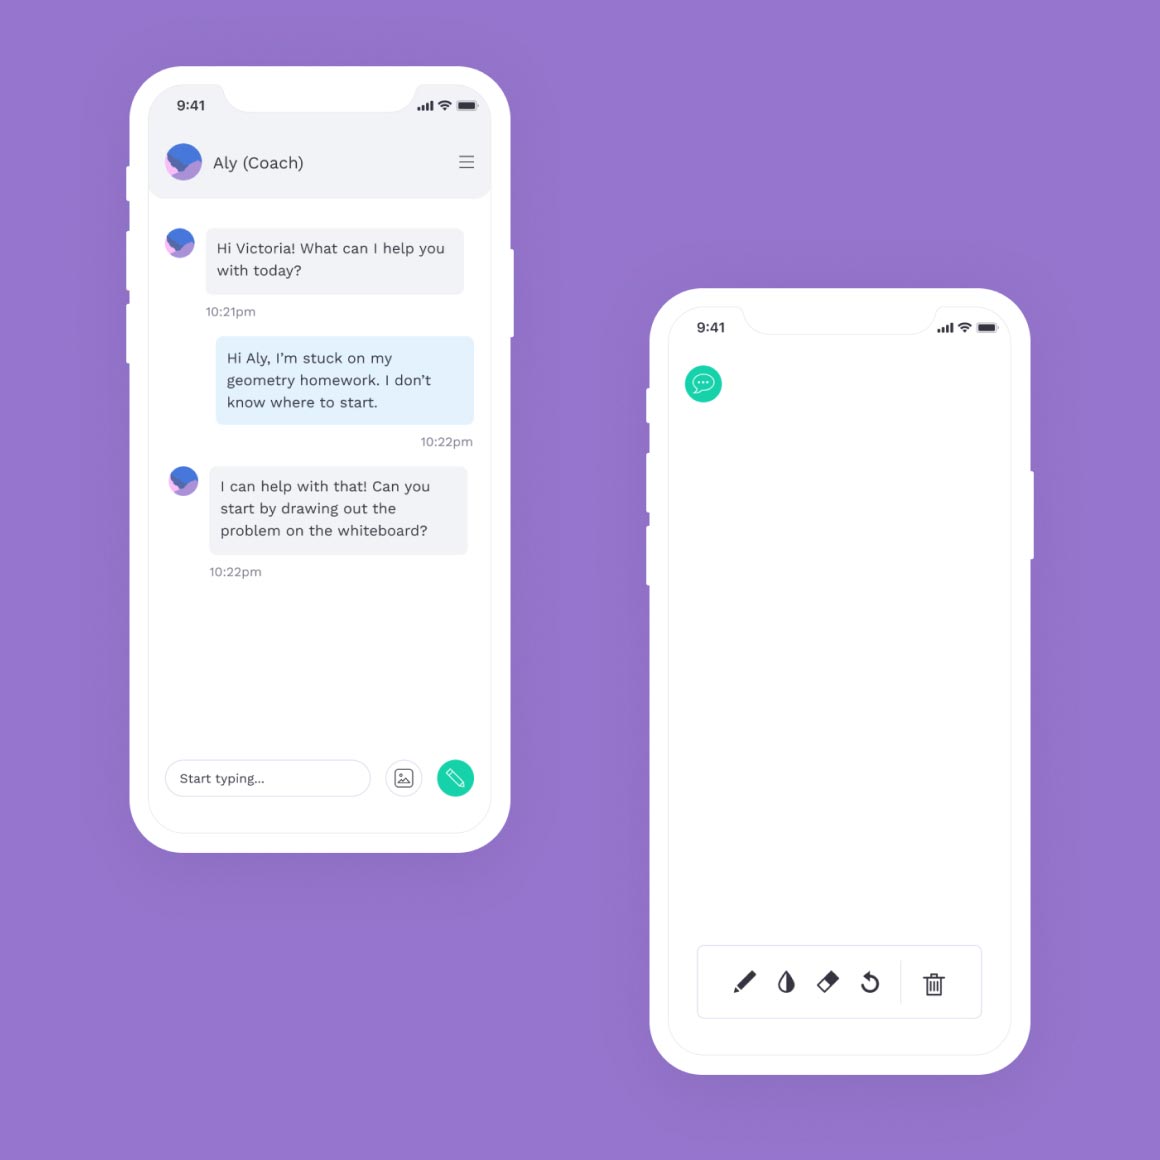 9:41
Aly (Coach)
Hi Victoria! What can I help you
with today?
10:21pm
Hi Aly, I’m stuck on my
geometry homework. I don’t
know where to start.
10:22pm
I can help with that! Can you
start by drawing out the
problem on the whiteboard?
10:22pm
Start typing...
9:41